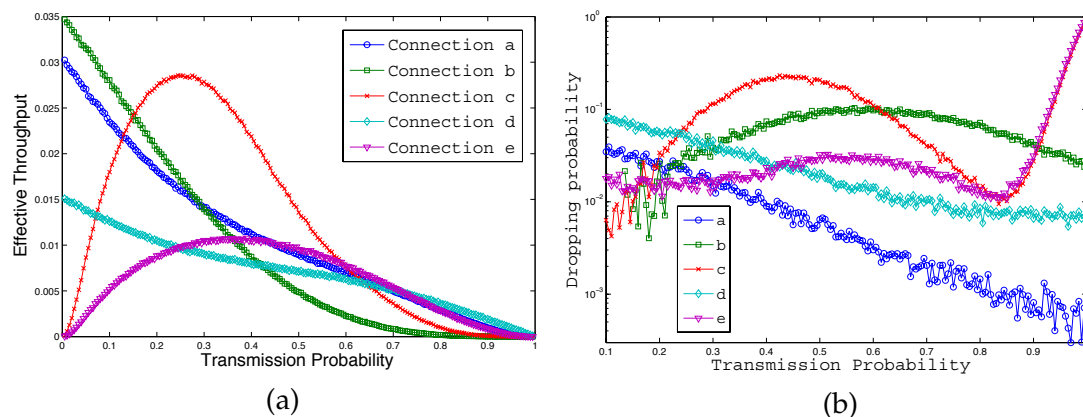 0.035
0.03
0.025
0.02
0.015
0.01
0.005
0
Effective Throughput
Connection a
Connection b
Connection c
Connection d
Connection e
0 0.1 0.2 0.3 0.4 0.5 0.6 0.7 0.8 0.9 1
Transmission Probability
(a)
10^0
10^-1
10^-2
10^-3
Dropping probability
a
b
c
d
e
0.1 0.2 0.3 0.4 0.5 0.6 0.7 0.8 0.9
Transmission Probability
(b)